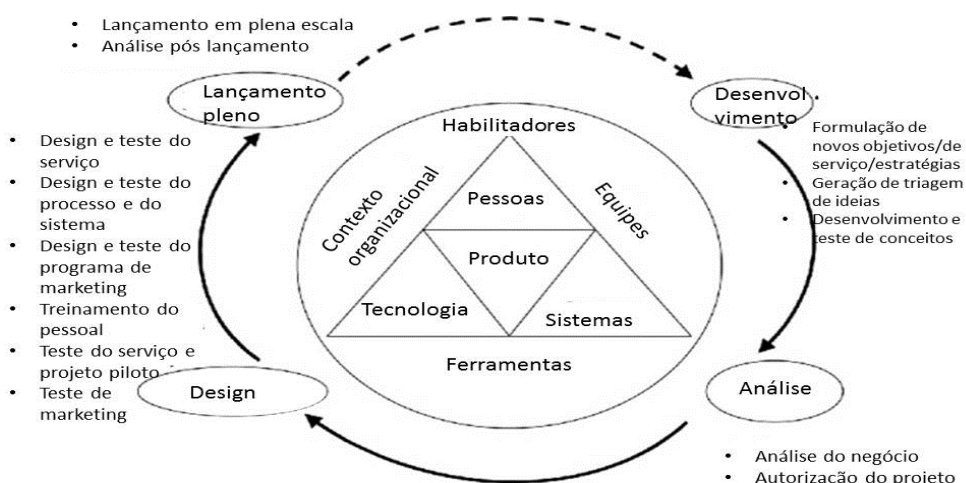 • Lançamento em plena escala
• Análise pós lançamento
Lançamento
pleno
Desenvol
vimento
• Formulação de
novos objetivos/de
serviço/estratégias
• Geração de triagem
de ideias
• Desenvolvimento e
teste de conceitos
• Design e teste do
serviço
• Design e teste do
processo e do
sistema
• Design e teste do
programa de
marketing
• Treinamento do
pessoal
• Teste do serviço e
projeto piloto
• Teste de
marketing
Habilitadores
Contexto
organizacional
Equipes
Pessoas
Produto
Tecnologia
Sistemas
Ferramentas
Design
Análise
• Análise do negócio
• Autorização do projeto